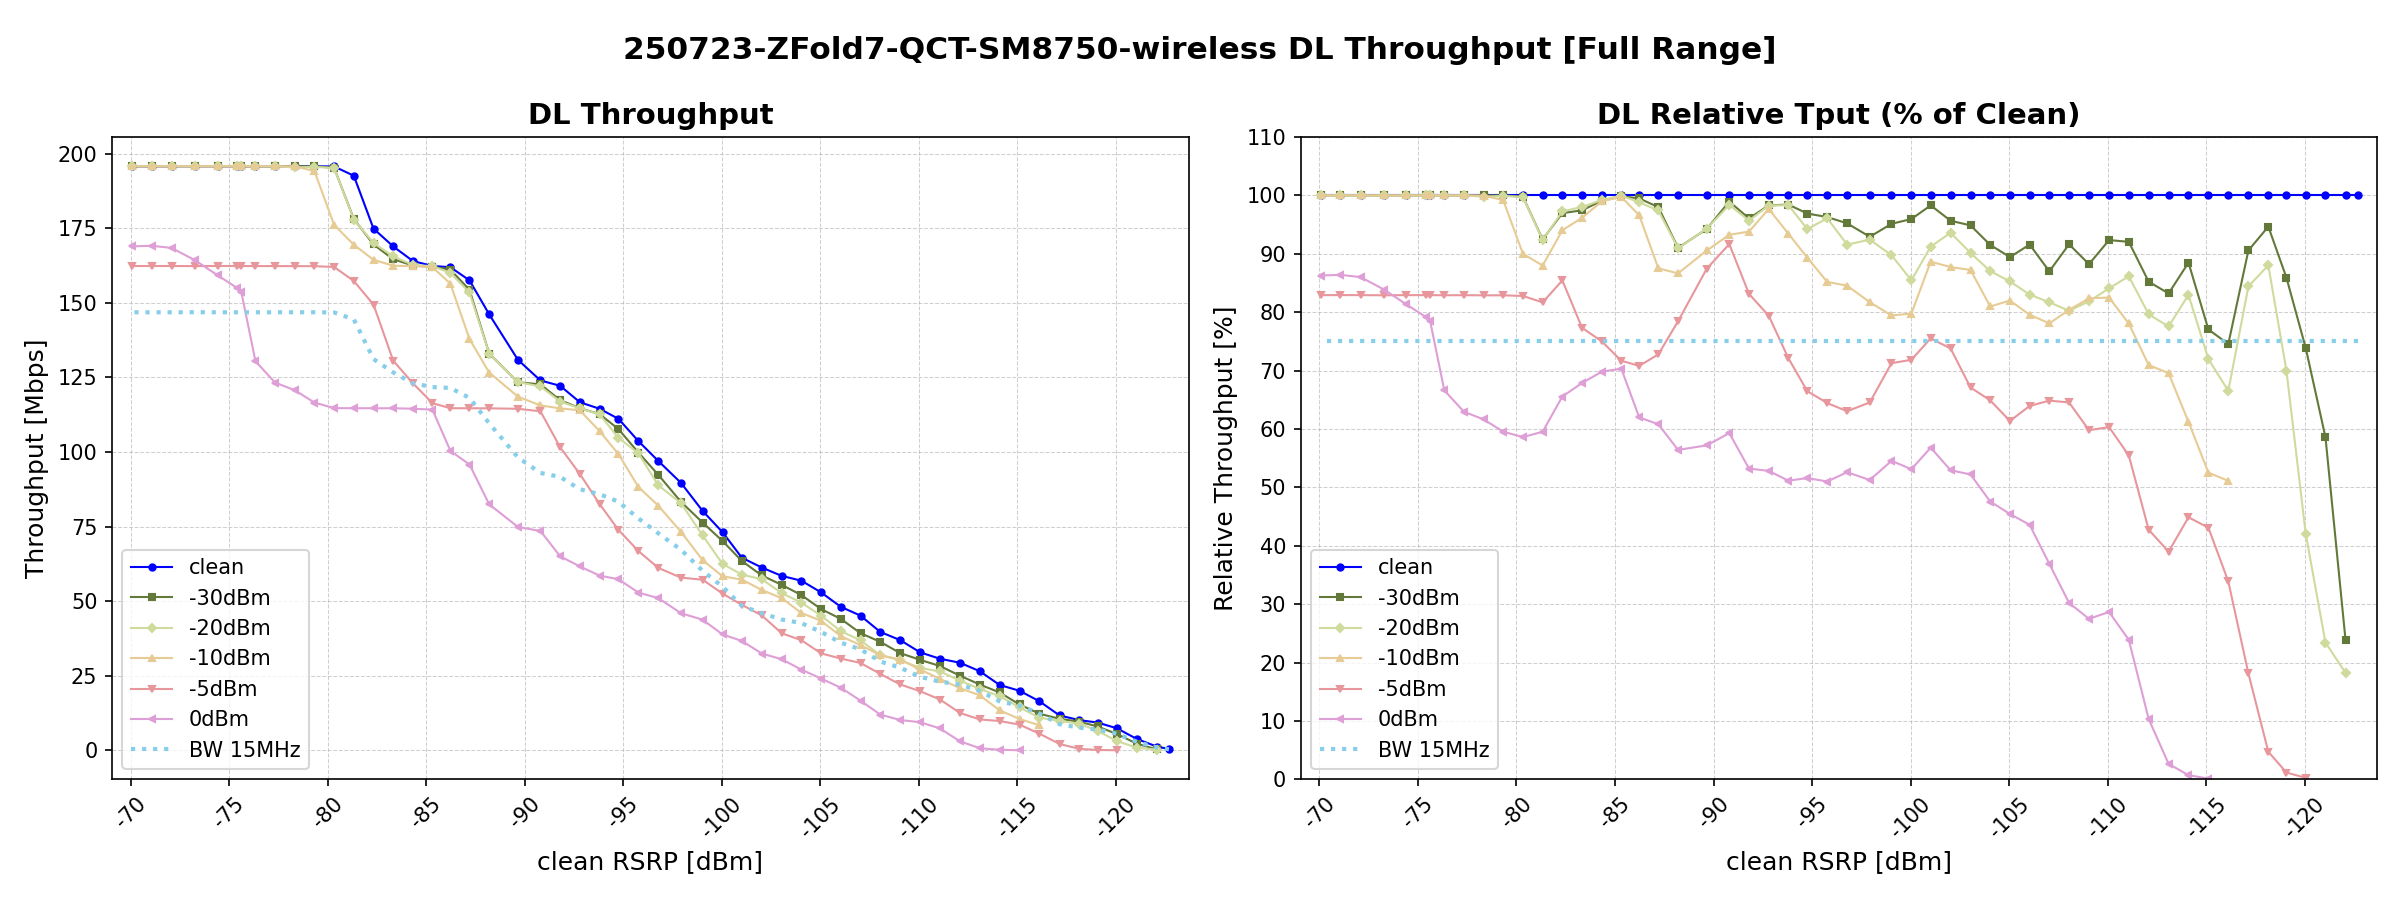 250723-ZFold7-QCT-SM8750-wireless DL Throughput [Full Range]
DL Throughput
Throughput [Mbps]
200
175
150
125
100
75
50
25
0
-70
-75
-80
-85
-90
-95
-100
-105
-110
-115
-120
clean RSRP [dBm]
clean
-30dBm
-20dBm
-10dBm
-5dBm
0dBm
BW 15MHz
DL Relative Tput (% of Clean)
Relative Throughput [%]
110
100
90
80
70
60
50
40
30
20
10
0
-70
-75
-80
-85
-90
-95
-100
-105
-110
-115
-120
clean RSRP [dBm]
clean
-30dBm
-20dBm
-10dBm
-5dBm
0dBm
BW 15MHz